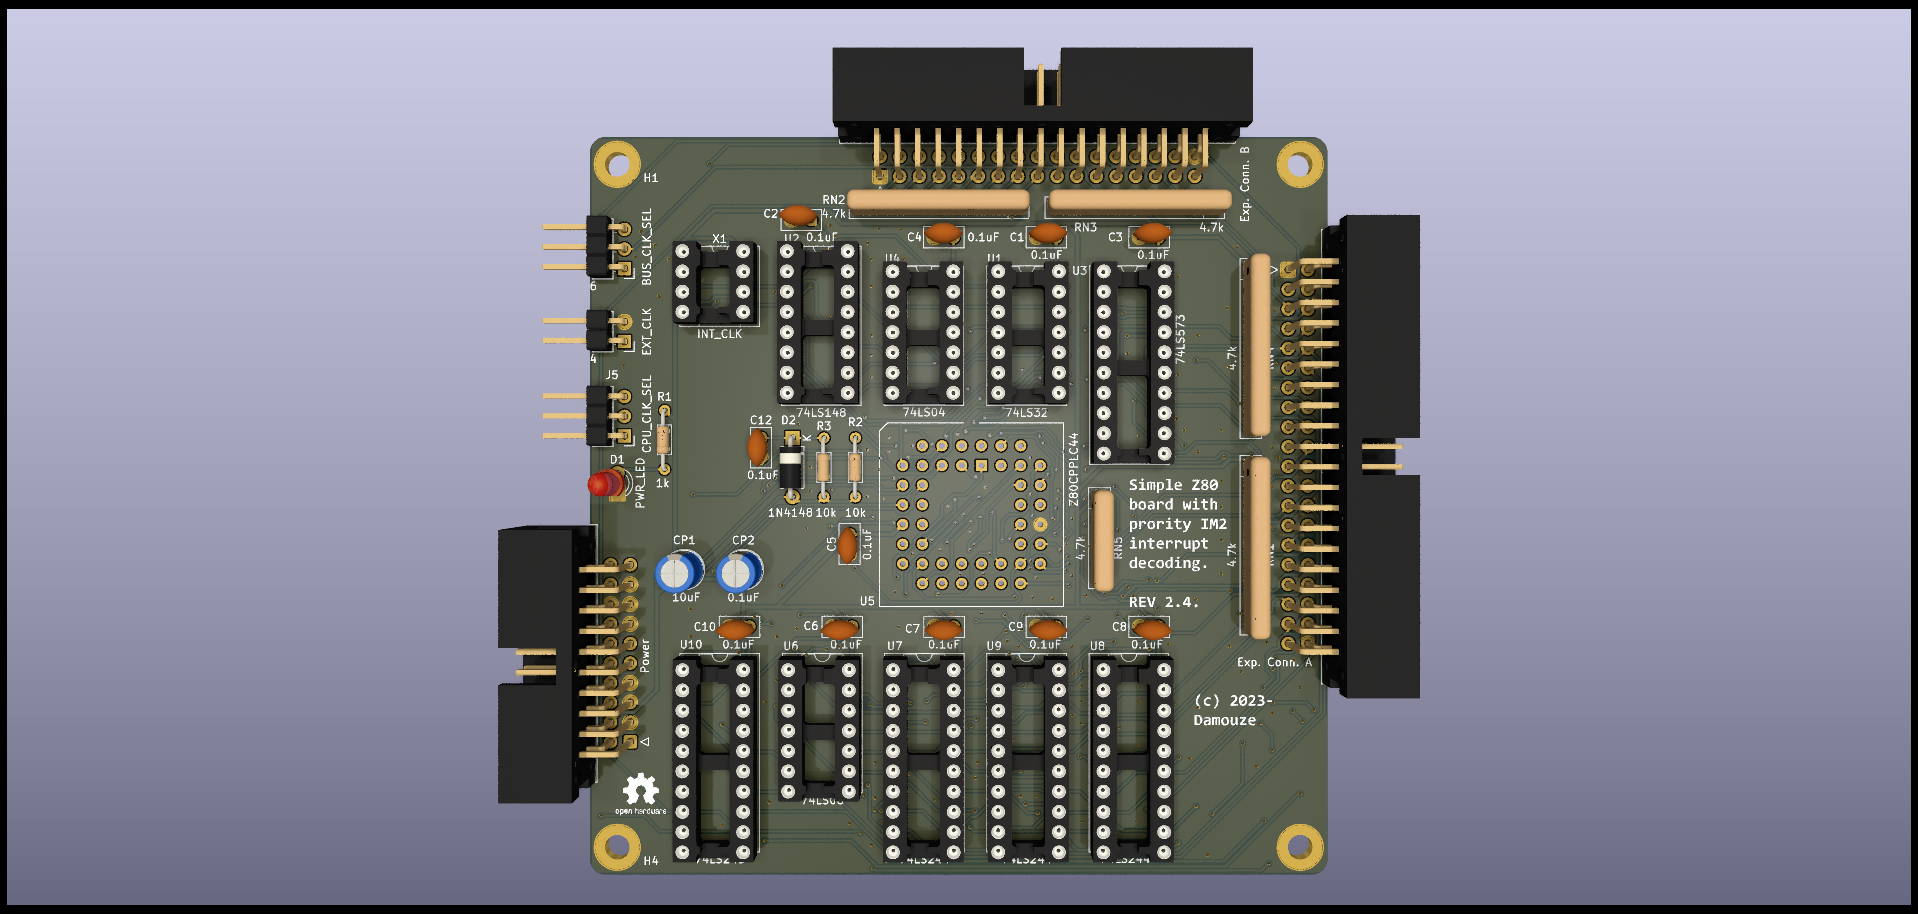 H1
Exp. Conn. B
RN2
C2
4.7k
RN3
4.7k
BUS_CLK_SEL
6
X1
U2
0.1uF
C4
0.1uF
C1
0.1uF
C3
0.1uF
U4
U1
U3
EXT_CLK
4
INT_CLK
74LS573
4.7k
J5
CPU_CLK_SEL
R1
1k
74LS148
74LS04
74LS32
C12
0.1uF
D2
K
R3
R2
D1
PWR_LED
1N4148
10k
10k
Z80CPPLC44
Simple Z80
board with
prority IM2
interrupt
decoding.
REV 2.4.
C5
0.1uF
4.7k
RN5
4.7k
CP1
10uF
CP2
0.1uF
U5
C10
0.1uF
C6
0.1uF
C7
0.1uF
C9
0.1uF
C8
0.1uF
U10
U6
U7
U9
U8
Power
Exp. Conn. A
(c) 2023-
Damouze
open hardware
H4